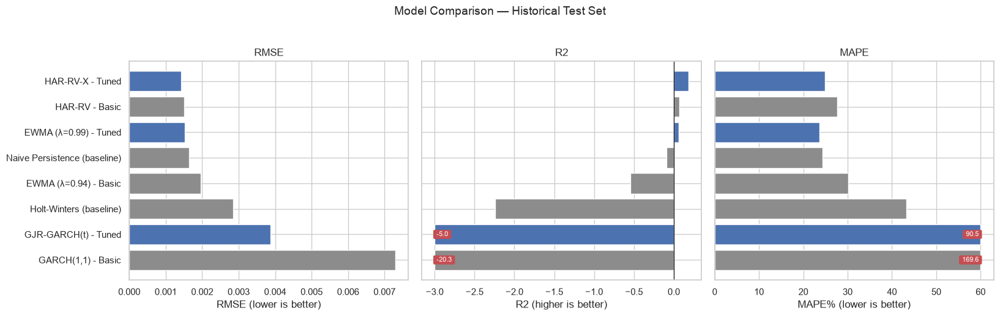 Model Comparison — Historical Test Set
RMSE
R2
MAPE
HAR-RV-X - Tuned
HAR-RV - Basic
EWMA (λ=0.99) - Tuned
Naive Persistence (baseline)
EWMA (λ=0.94) - Basic
Holt-Winters (baseline)
GJR-GARCH(t) - Tuned
GARCH(1,1) - Basic
-5.0
-20.3
90.5
169.6
0.000 0.001 0.002 0.003 0.004 0.005 0.006 0.007
RMSE (lower is better)
−3.0 −2.5 −2.0 −1.5 −1.0 −0.5 0.0
R2 (higher is better)
0 10 20 30 40 50 60
MAPE% (lower is better)